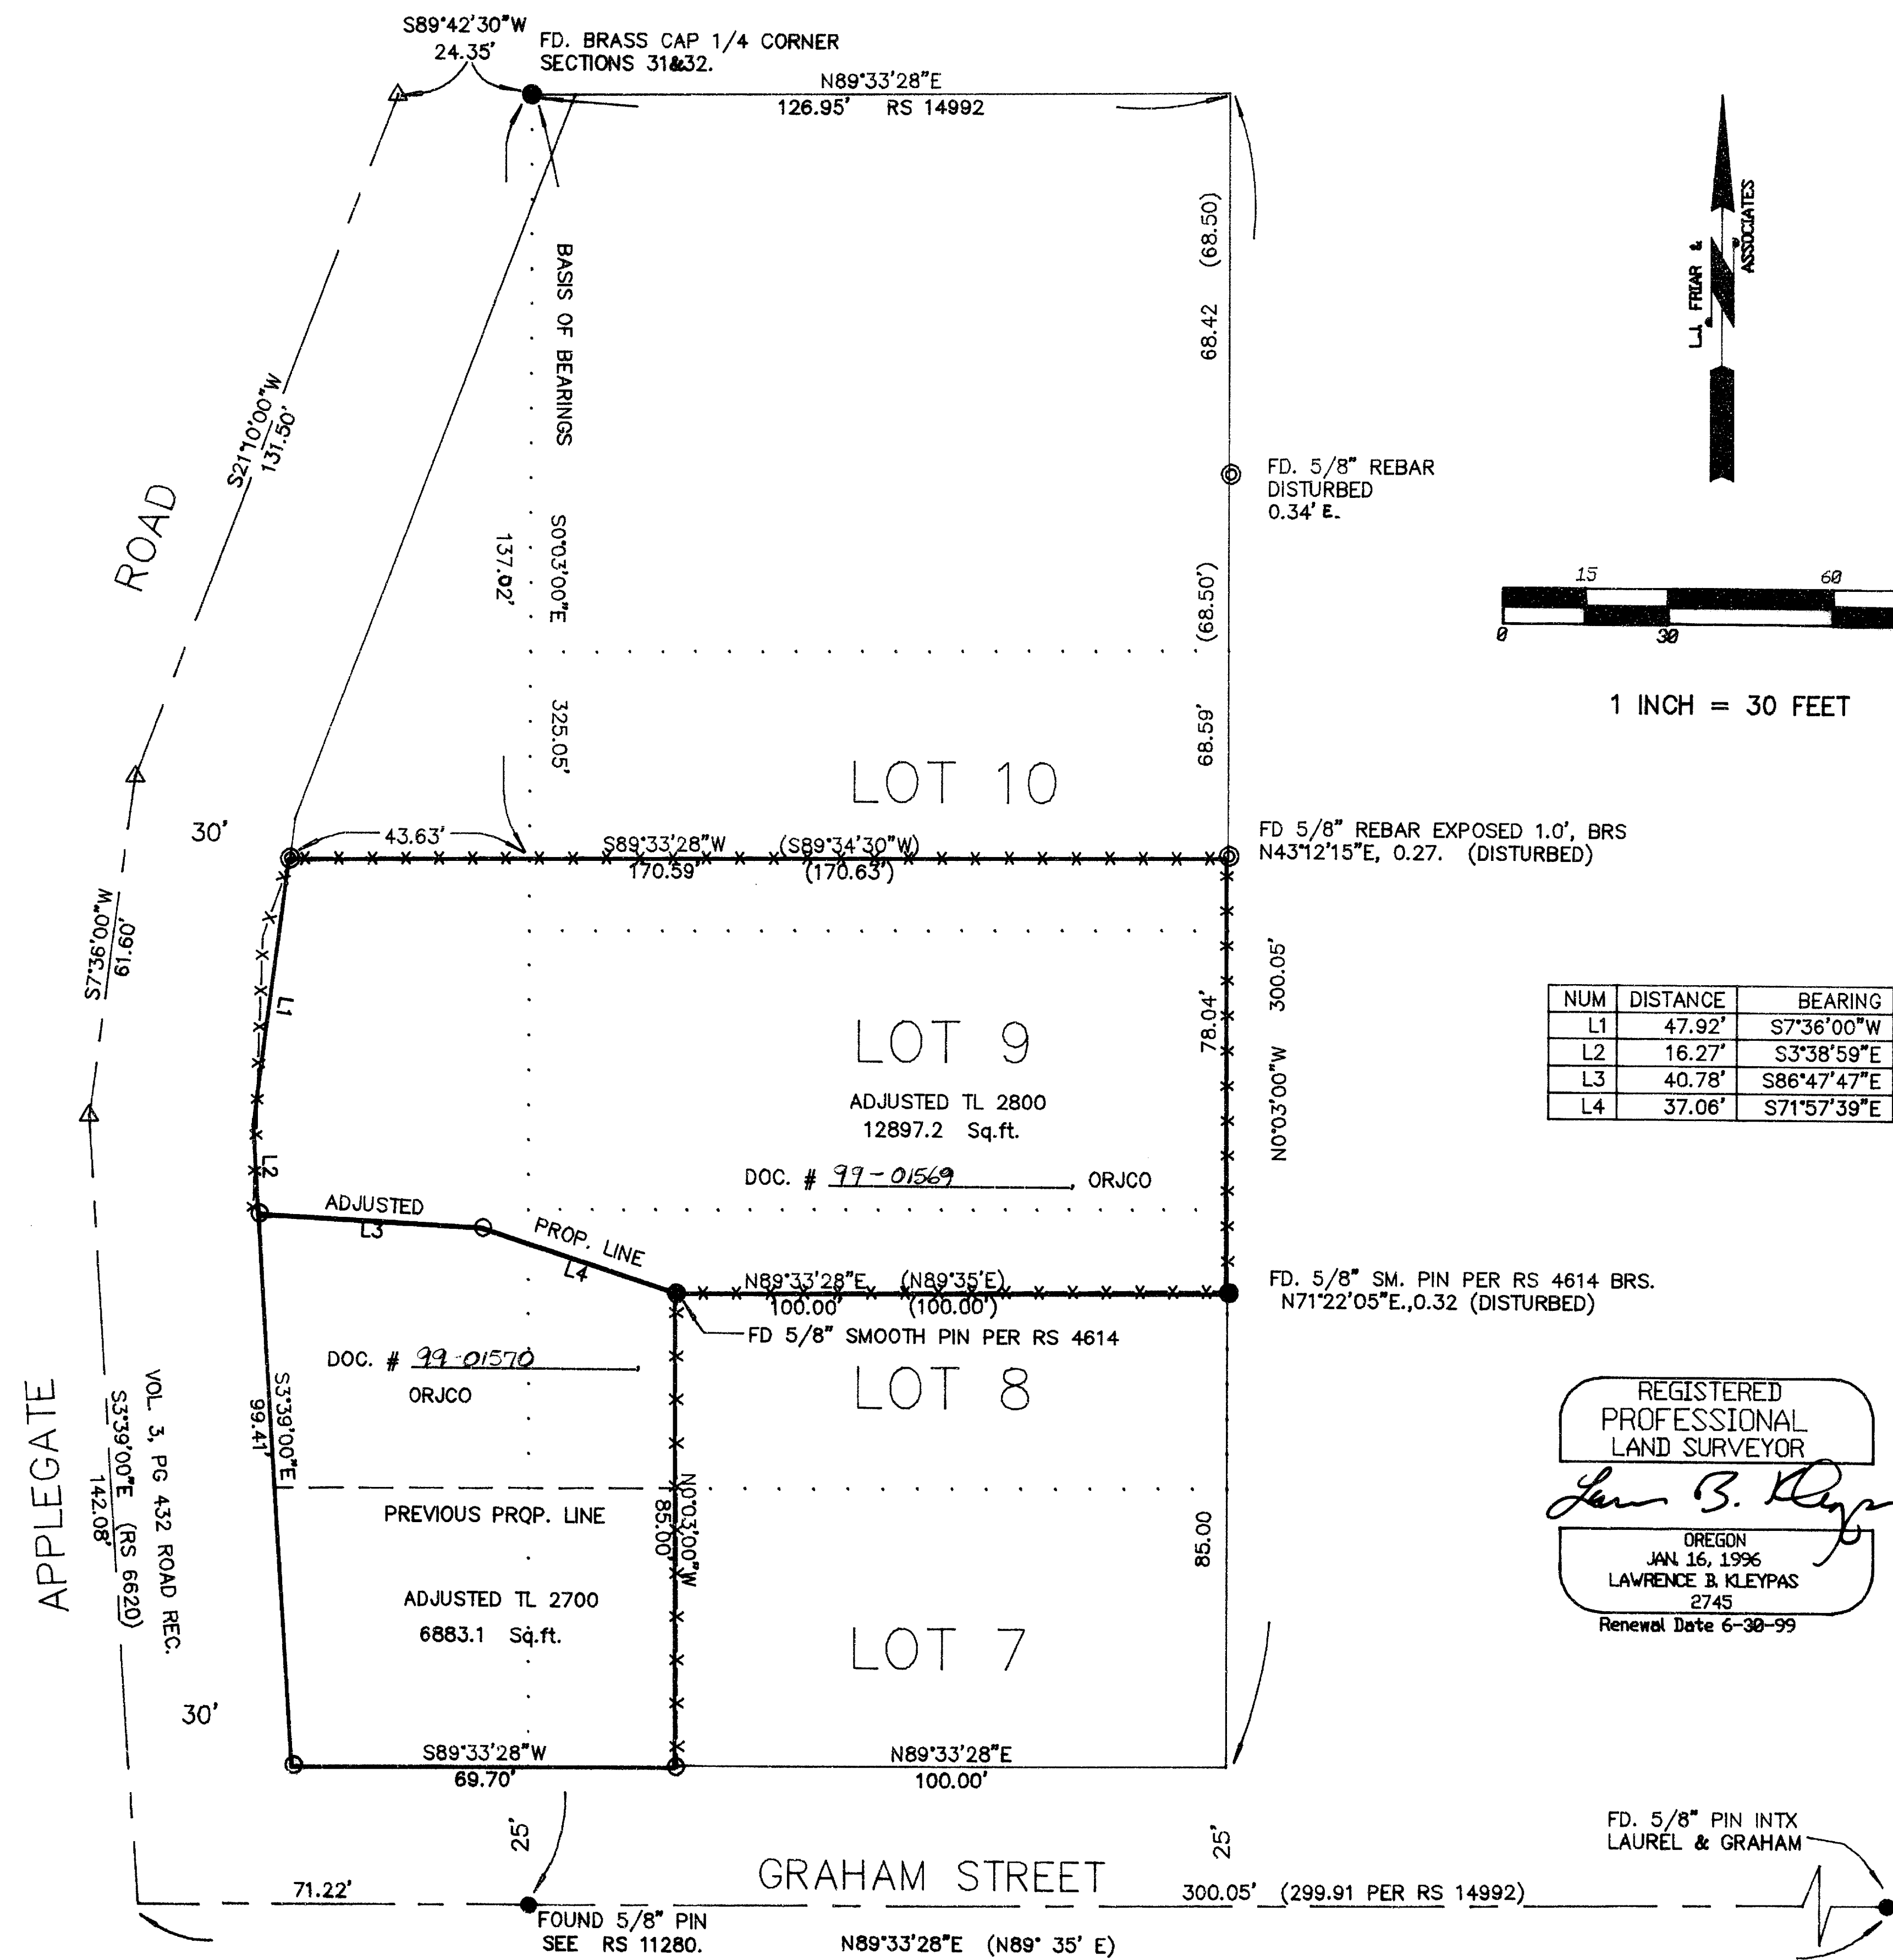 S89°42'30"W
24.35'
FD. BRASS CAP 1/4 CORNER
SECTIONS 31&32.
N89°33'28"E
126.95' RS 14992
BASIS OF BEARINGS
S0°03'00"E
137.02'
325.05'
68.42 (68.50)
(68.50')
68.59'
L.J. FRIAR &
ASSOCIATES
S21°10'00"W
131.50'
ROAD
FD. 5/8" REBAR
DISTURBED
0.34' E.
15 60
0 30
1 INCH = 30 FEET
LOT 10
30'
43.63'
S89°33'28"W (S89°34'30"W)
170.59' (170.63')
FD 5/8" REBAR EXPOSED 1.0', BRS
N43°12'15"E, 0.27. (DISTURBED)
S7°36'00"W
61.60'
L1
L2
LOT 9
ADJUSTED TL 2800
12897.2 Sq.ft.
DOC. # 99-01569, ORJCO
78.04'
N0°03'00"W 300.05'
NUM DISTANCE BEARING
L1 47.92' S7°36'00"W
L2 16.27' S3°38'59"E
L3 40.78' S86°47'47"E
L4 37.06' S71°57'39"E
ADJUSTED
L3
PROP. LINE
L4
N89°33'28"E (N89°35'E)
100.00' (100.00')
FD. 5/8" SM. PIN PER RS 4614 BRS.
N71°22'05"E.,0.32 (DISTURBED)
FD 5/8" SMOOTH PIN PER RS 4614
DOC. # 99-01570,
ORJCO
LOT 8
APPLEGATE
VOL. 3, PG 432 ROAD REC.
S3°39'00"E (RS 6620)
142.08'
S3°39'00"E
99.41'
PREVIOUS PROP. LINE
N0°03'00"W
85.00'
85.00
ADJUSTED TL 2700
6883.1 Sq.ft.
LOT 7
REGISTERED
PROFESSIONAL
LAND SURVEYOR
OREGON
JAN. 16, 1996
LAWRENCE B. KLEYPAS
2745
Renewal Date 6-30-99
30'
S89°33'28"W
69.70'
N89°33'28"E
100.00'
25'
25'
FD. 5/8" PIN INTX
LAUREL & GRAHAM
GRAHAM STREET
71.22'
300.05' (299.91 PER RS 14992)
FOUND 5/8" PIN
SEE RS 11280.
N89°33'28"E (N89° 35' E)